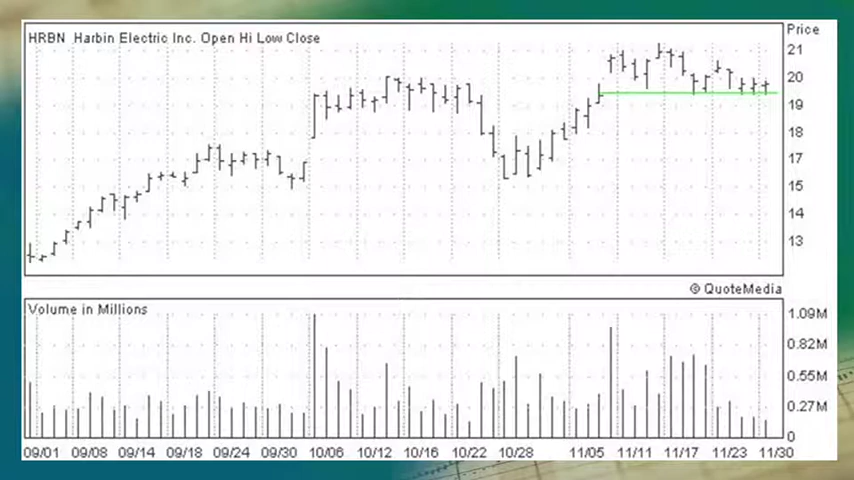 HRBN Harbin Electric Inc. Open Hi Low Close
Price
21
20
19
18
17
16
15
14
13
© QuoteMedia
Volume in Millions
1.09M
0.82M
0.55M
0.27M
0
09/01 09/08 09/14 09/18 09/24 09/30 10/06 10/12 10/16 10/22 10/28 11/05 11/11 11/17 11/23 11/30